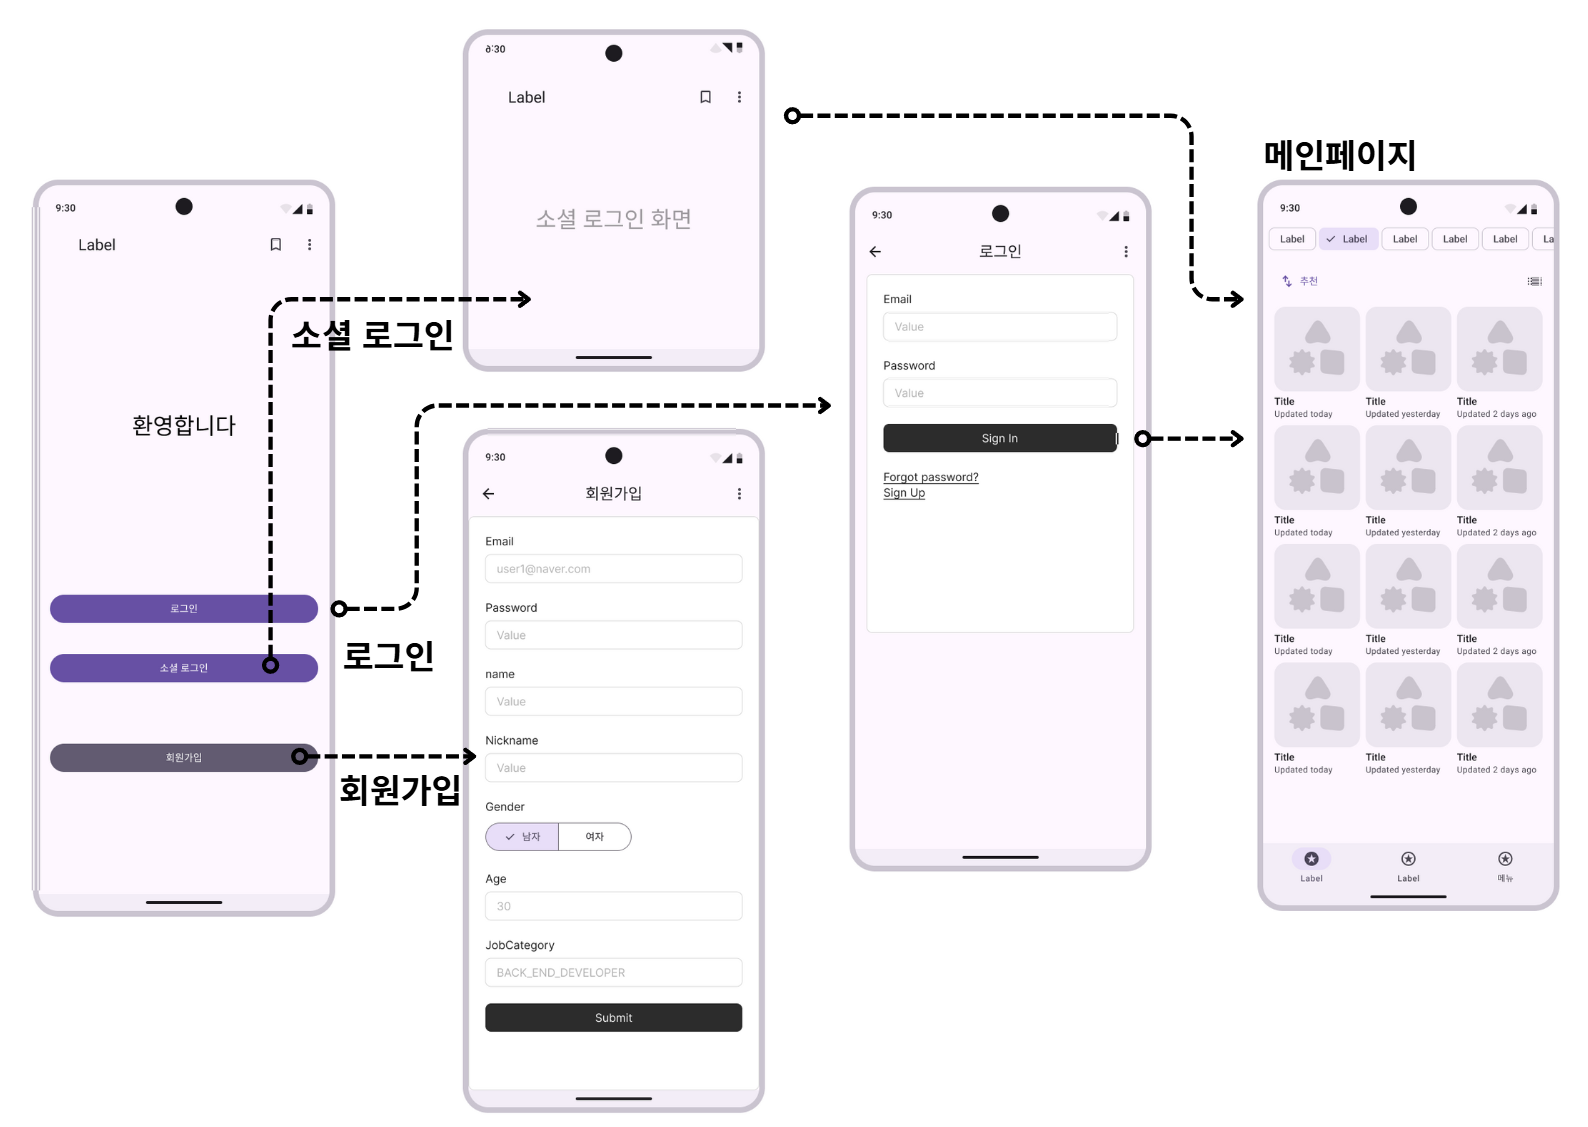 9:30
Label
환영합니다
로그인
소셜 로그인
회원가입
소셜 로그인
로그인
회원가입
9:30
Label
소셜 로그인 화면
9:30
회원가입
Email
user1@naver.com
Password
Value
name
Value
Nickname
Value
Gender
남자 여자
Age
30
JobCategory
BACK_END_DEVELOPER
Submit
9:30
로그인
Email
Value
Password
Value
Sign In
Forgot password?
Sign Up
메인페이지
9:30
Label Label Label Label Label La
추천
Title Title Title
Updated today Updated yesterday Updated 2 days ago
Title Title Title
Updated today Updated yesterday Updated 2 days ago
Title Title Title
Updated today Updated yesterday Updated 2 days ago
Title Title Title
Updated today Updated yesterday Updated 2 days ago
Label Label 메뉴